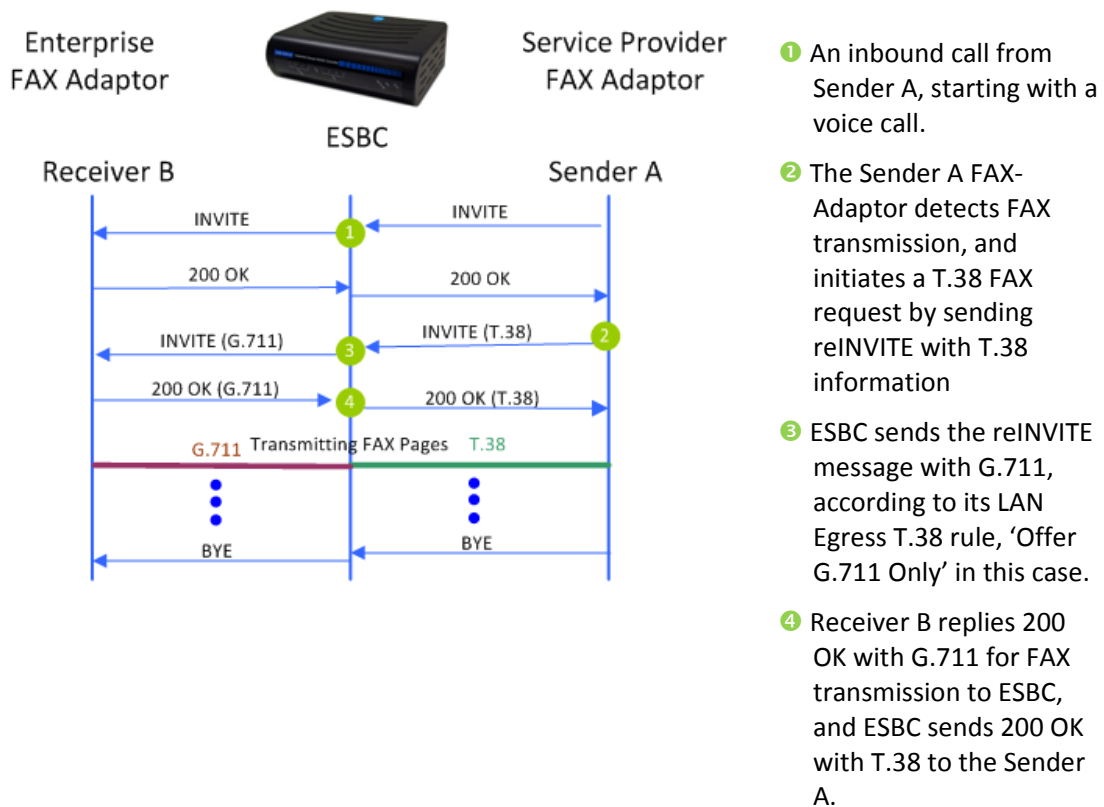 Enterprise
FAX Adaptor
Service Provider
FAX Adaptor
ESBC
Receiver B
Sender A
INVITE
INVITE
1
200 OK
200 OK
INVITE (G.711)
INVITE (T.38)
2
3
200 OK (G.711)
4
200 OK (T.38)
G.711 Transmitting FAX Pages T.38
BYE
BYE
1 An inbound call from
Sender A, starting with a
voice call.
2 The Sender A FAX-
Adaptor detects FAX
transmission, and
initiates a T.38 FAX
request by sending
reINVITE with T.38
information
3 ESBC sends the reINVITE
message with G.711,
according to its LAN
Egress T.38 rule, ‘Offer
G.711 Only’ in this case.
4 Receiver B replies 200
OK with G.711 for FAX
transmission to ESBC,
and ESBC sends 200 OK
with T.38 to the Sender
A.